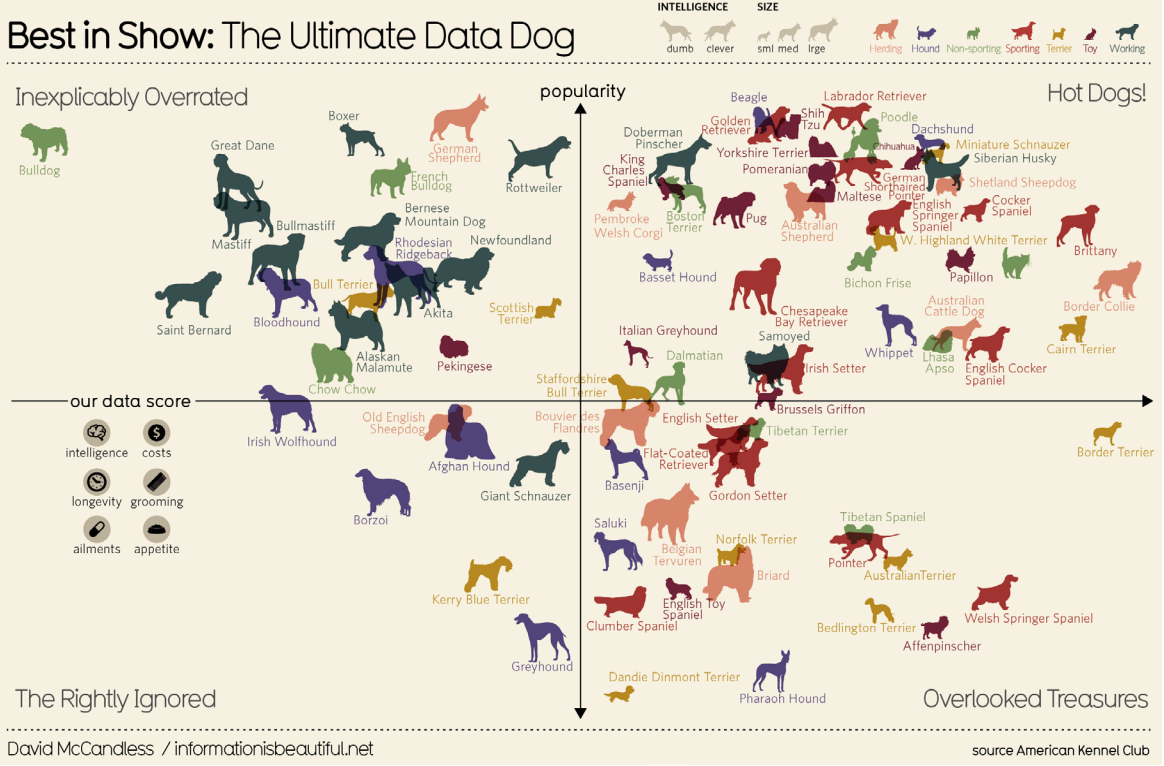 Best in Show: The Ultimate Data Dog
INTELLIGENCE
dumb clever
SIZE
sml med lrge
Herding Hound Non-sporting Sporting Terrier Toy Working
Inexplicably Overrated
popularity
Hot Dogs!
Bulldog
Boxer
German
Shepherd
Great Dane
French
Bulldog
Rottweiler
Mastiff
Bullmastiff
Bernese
Mountain Dog
Rhodesian
Ridgeback
Newfoundland
Bull Terrier
Saint Bernard
Bloodhound
Akita
Scottish
Terrier
Alaskan
Malamute
Pekingese
Chow Chow
Beagle
Golden
Retriever
Shih
Tzu
Labrador Retriever
Poodle
Doberman
Pinscher
Yorkshire Terrier
Chihuahua
Dachshund
Miniature Schnauzer
Siberian Husky
King
Charles
Spaniel
Pomeranian
German
Shorthaired
Pointer
Shetland Sheepdog
Maltese
Pembroke
Welsh Corgi
Boston
Terrier
Pug
Australian
Shepherd
English
Springer
Spaniel
Cocker
Spaniel
Brittany
W. Highland White Terrier
Basset Hound
Bichon Frise
Papillon
Border Collie
Chesapeake
Bay Retriever
Australian
Cattle Dog
Italian Greyhound
Samoyed
Whippet
Lhasa
Apso
English Cocker
Spaniel
Cairn Terrier
Dalmatian
Irish Setter
Staffordshire
Bull Terrier
Brussels Griffon
our data score
intelligence
costs
longevity
grooming
ailments
appetite
Irish Wolfhound
Old English
Sheepdog
Afghan Hound
Giant Schnauzer
Borzoi
Kerry Blue Terrier
Greyhound
Bouvier des
Flandres
English Setter
Tibetan Terrier
Border Terrier
Basenji
Flat-Coated
Retriever
Gordon Setter
Saluki
Belgian
Tervuren
Norfolk Terrier
Briard
Tibetan Spaniel
Pointer
AustralianTerrier
Clumber Spaniel
English Toy
Spaniel
Bedlington Terrier
Welsh Springer Spaniel
Affenpinscher
Dandie Dinmont Terrier
Pharaoh Hound
The Rightly Ignored
Overlooked Treasures
David McCandless / informationisbeautiful.net
source American Kennel Club